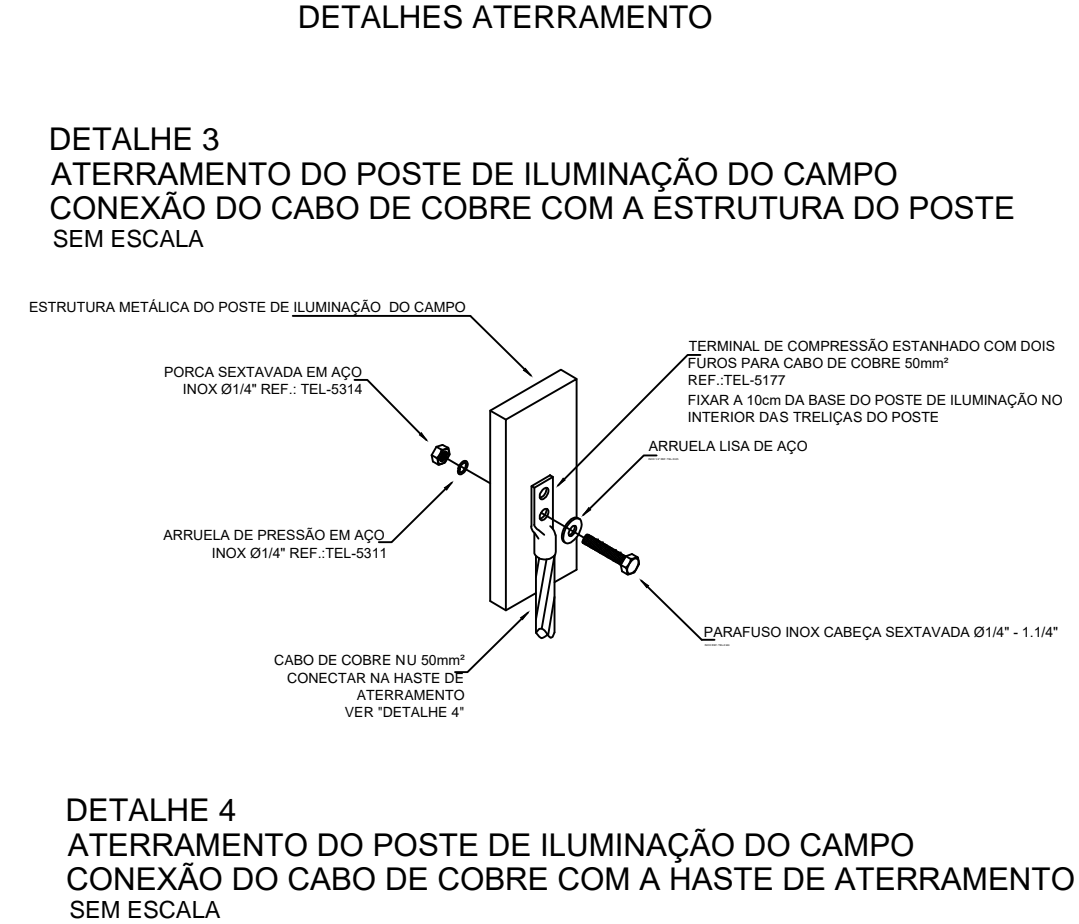 DETALHES ATERRAMENTO
DETALHE 3
ATERRAMENTO DO POSTE DE ILUMINAÇÃO DO CAMPO
CONEXÃO DO CABO DE COBRE COM A ESTRUTURA DO POSTE
SEM ESCALA
ESTRUTURA METÁLICA DO POSTE DE ILUMINAÇÃO DO CAMPO
PORCA SEXTAVADA EM AÇO
INOX Ø1/4" REF.: TEL-5314
TERMINAL DE COMPRESSÃO ESTANHADO COM DOIS
FUROS PARA CABO DE COBRE 50mm²
REF.:TEL-5177
FIXAR A 10cm DA BASE DO POSTE DE ILUMINAÇÃO NO
INTERIOR DAS TRELIÇAS DO POSTE
ARRUELA LISA DE AÇO
ARRUELA DE PRESSÃO EM AÇO
INOX Ø1/4" REF.:TEL-5311
PARAFUSO INOX CABEÇA SEXTAVADA Ø1/4" - 1.1/4"
CABO DE COBRE NU 50mm²
CONECTAR NA HASTE DE
ATERRAMENTO
VER "DETALHE 4"
DETALHE 4
ATERRAMENTO DO POSTE DE ILUMINAÇÃO DO CAMPO
CONEXÃO DO CABO DE COBRE COM A HASTE DE ATERRAMENTO
SEM ESCALA